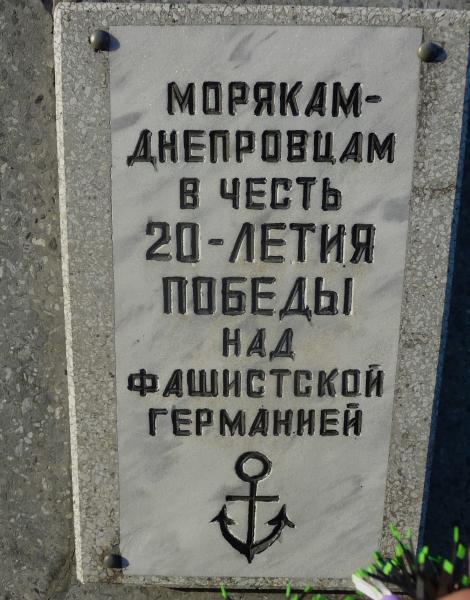 МОРЯКАМ-
ДНЕПРОВЦАМ
В ЧЕСТЬ
20-ЛЕТИЯ
ПОБЕДЫ
НАД
ФАШИСТСКОЙ
ГЕРМАНИЕЙ